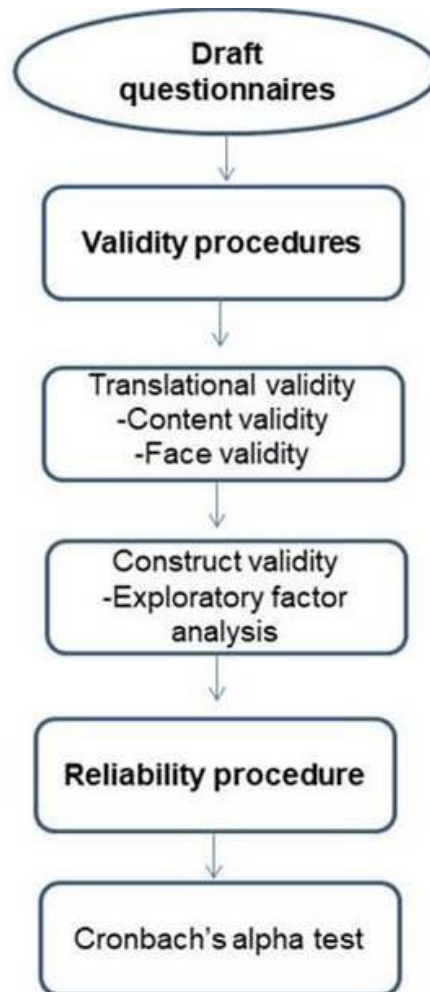 Draft
questionnaires
Validity procedures
Translational validity
-Content validity
-Face validity
Construct validity
-Exploratory factor
analysis
Reliability procedure
Cronbach's alpha test